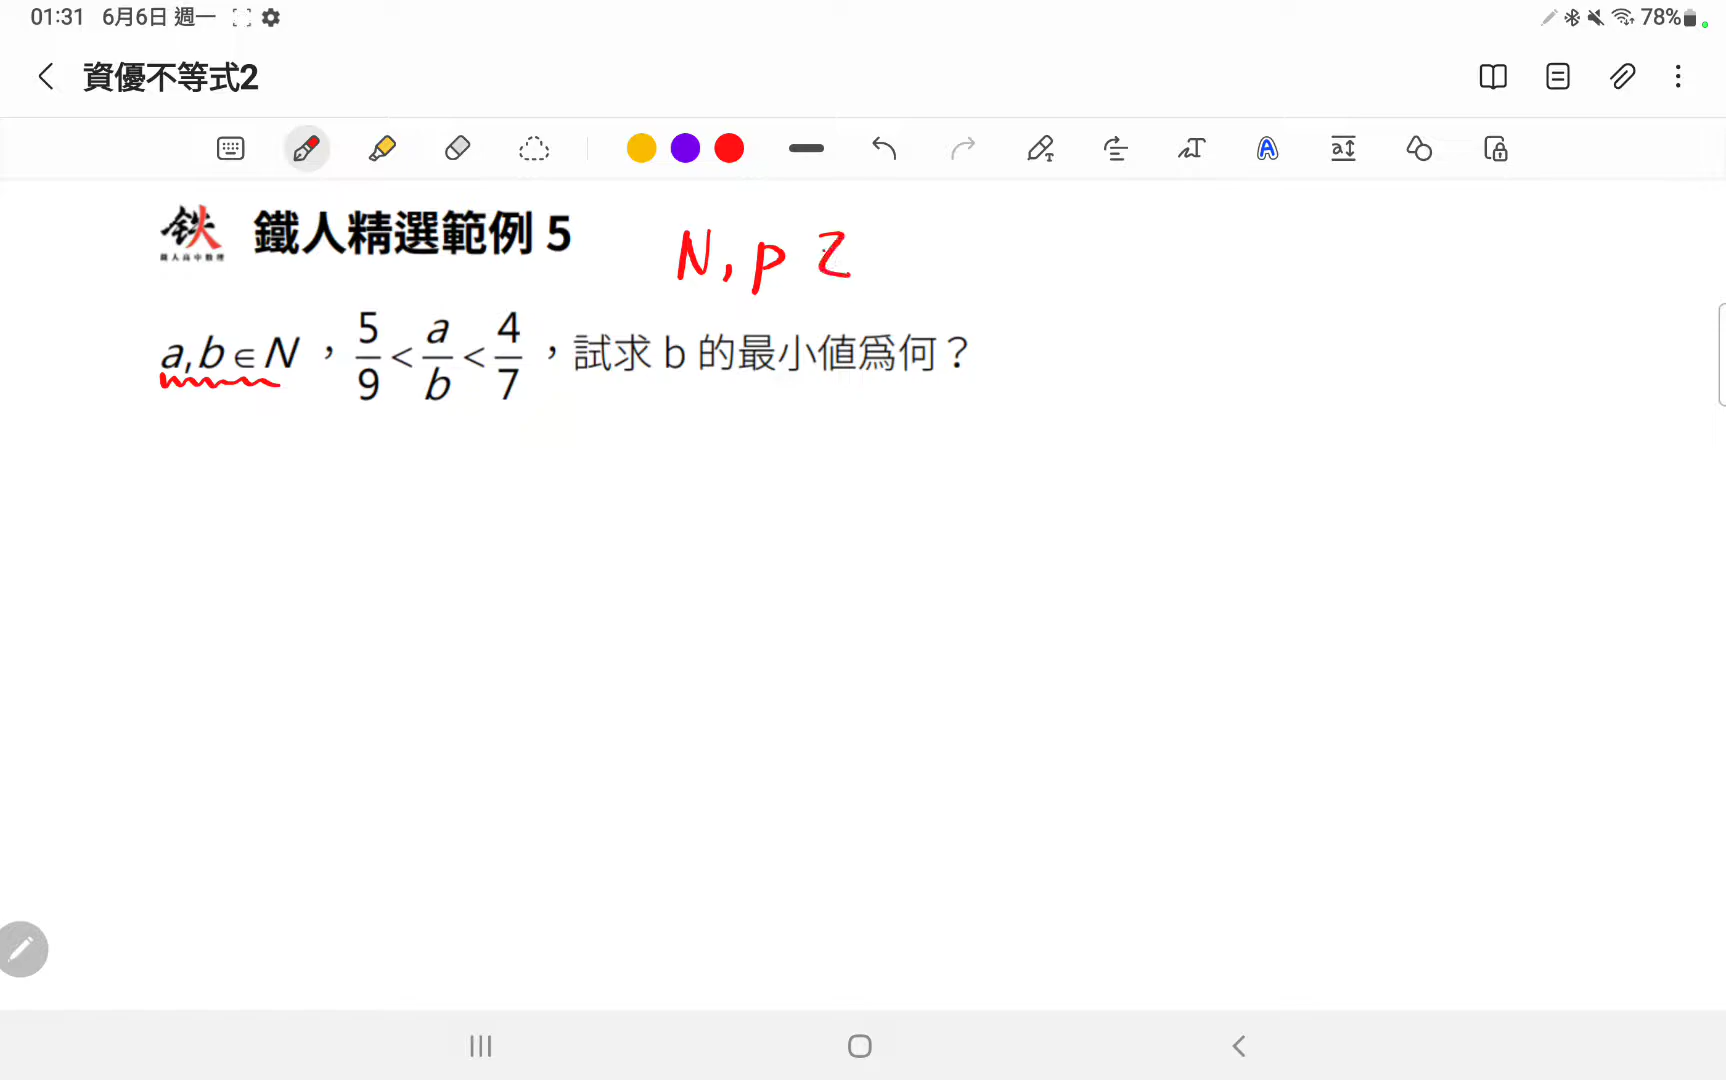 01:31 6月6日 週一 78%
資優不等式2
鐵人精選範例 5
N, p Z
a,b∈N ， 5/9 < a/b < 4/7 ，試求 b 的最小值爲何？